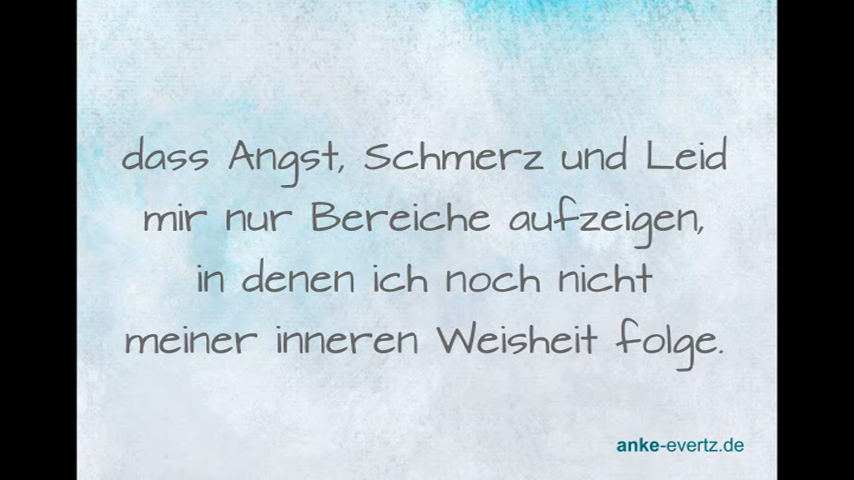 dass Angst, Schmerz und Leid
mir nur Bereiche aufzeigen,
in denen ich noch nicht
meiner inneren Weisheit folge.
anke-evertz.de